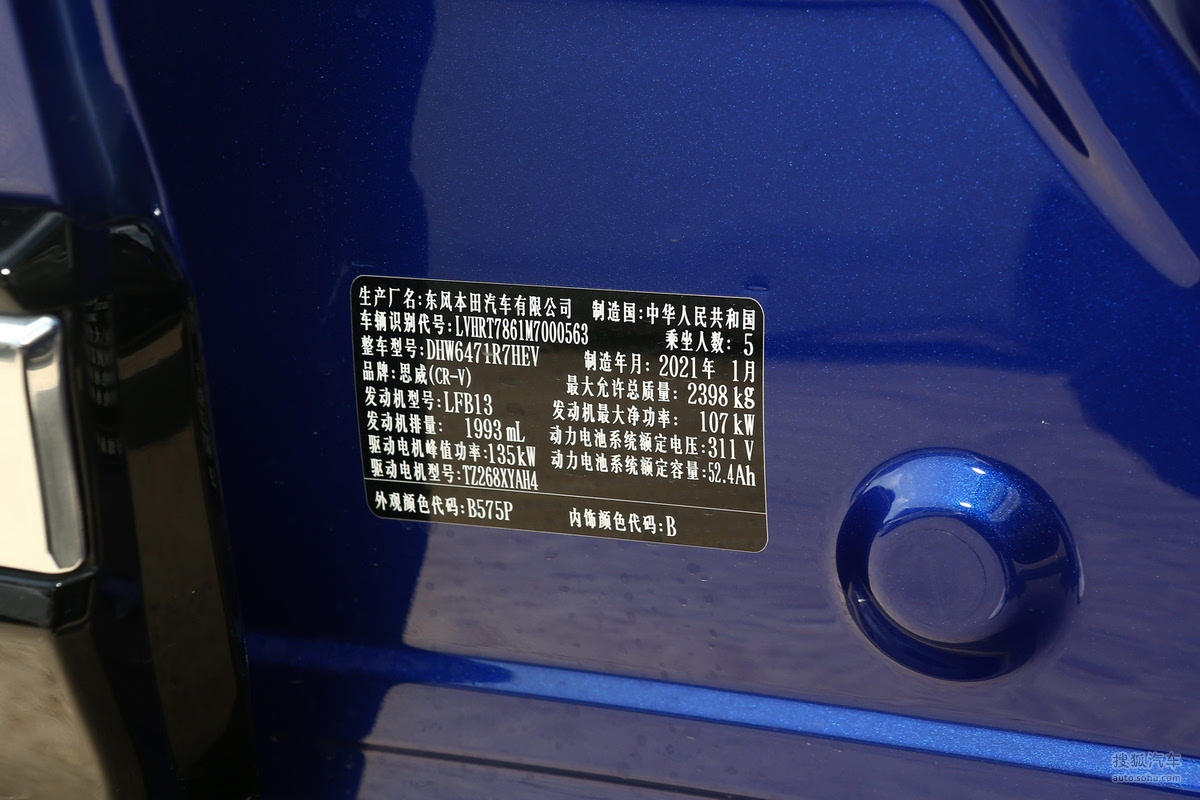 生产厂名:东风本田汽车有限公司 制造国:中华人民共和国
车辆识别代号:LVHRT7861M7000563 乘坐人数: 5
整车型号:DHW6471R7HEV 制造年月: 2021年 1月
品牌:思威(CR-V) 最大允许总质量: 2398 kg
发动机型号:LFB13 发动机最大净功率: 107 kW
发动机排量: 1993 mL 动力电池系统额定电压:311 V
驱动电机峰值功率:135kW 动力电池系统额定容量:52.4Ah
驱动电机型号:TZ268XYAH4
外观颜色代码:B575P 内饰颜色代码:B
搜狐汽车
auto.sohu.com